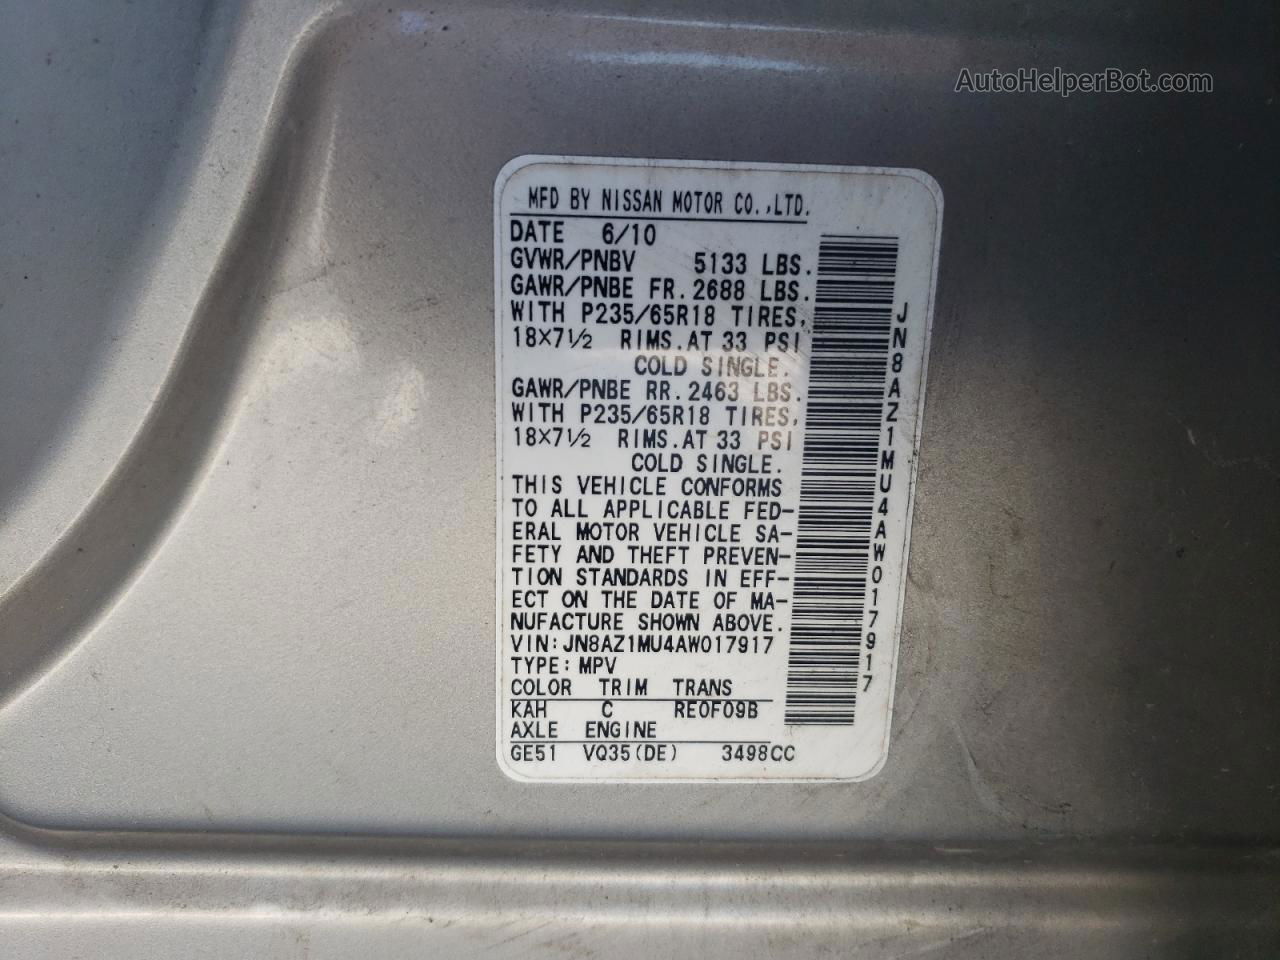 AutoHelperBot.com
MFD BY NISSAN MOTOR CO.,LTD.
DATE 6/10
GVWR/PNBV 5133 LBS.
GAWR/PNBE FR.2688 LBS.
WITH P235/65R18 TIRES,
18×7½ RIMS.AT 33 PSI
COLD SINGLE.
GAWR/PNBE RR.2463 LBS.
WITH P235/65R18 TIRES,
18×7½ RIMS.AT 33 PSI
COLD SINGLE.
THIS VEHICLE CONFORMS
TO ALL APPLICABLE FED-
ERAL MOTOR VEHICLE SA-
FETY AND THEFT PREVEN-
TION STANDARDS IN EFF-
ECT ON THE DATE OF MA-
NUFACTURE SHOWN ABOVE.
VIN:JN8AZ1MU4AW017917
TYPE:MPV
COLOR TRIM TRANS
KAH C RE0F09B
AXLE ENGINE
GE51 VQ35(DE) 3498CC
JN8AZ1MU4AW017917